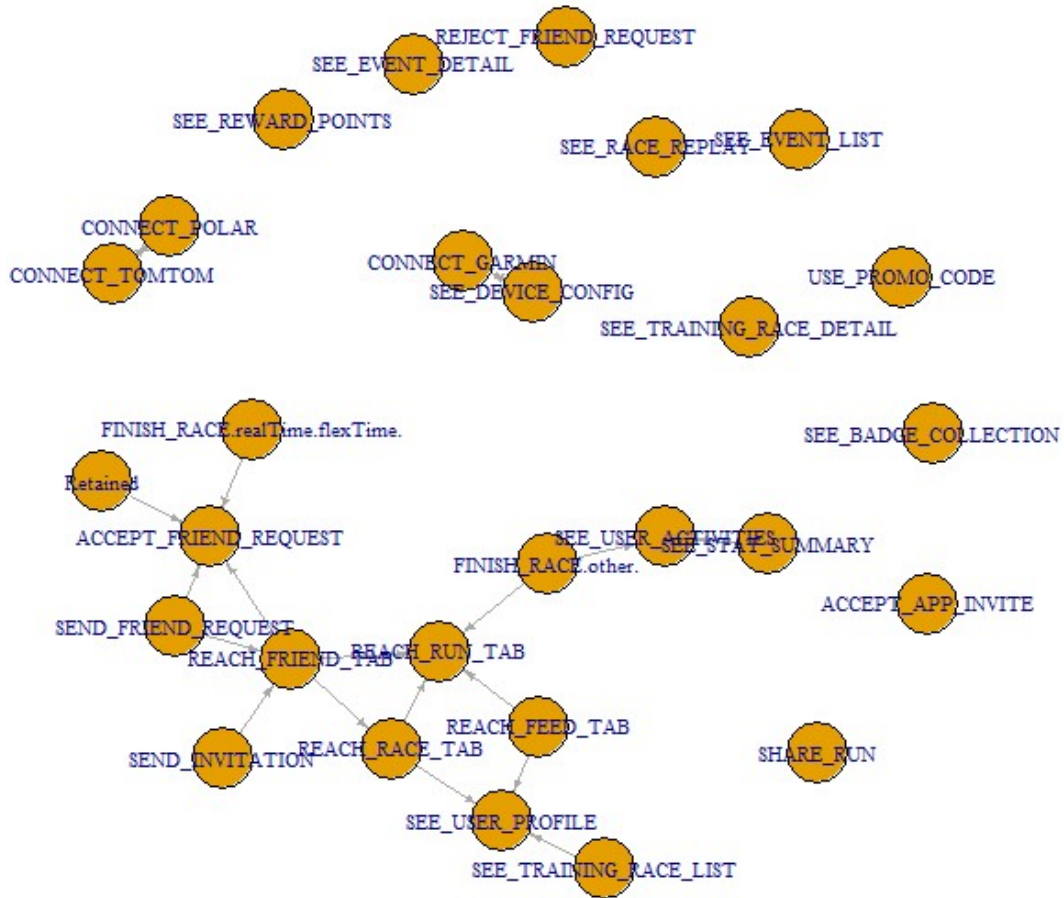 REJECT_FRIEND_REQUEST
SEE_EVENT_DETAIL
SEE_REWARD_POINTS
SEE_RACE_REPLAY
SEE_EVENT_LIST
CONNECT_POLAR
CONNECT_TOMTOM
CONNECT_GARMIN
SEE_DEVICE_CONFIG
USE_PROMO_CODE
SEE_TRAINING_RACE_DETAIL
FINISH_RACE.realTime.flexTime.
SEE_BADGE_COLLECTION
Retained
ACCEPT_FRIEND_REQUEST
SEE_USER_ACTIVITIES
SEE_STAT_SUMMARY
FINISH_RACE.other.
ACCEPT_APP_INVITE
SEND_FRIEND_REQUEST
REACH_FRIEND_TAB
REACH_RUN_TAB
REACH_FEED_TAB
REACH_RACE_TAB
SEND_INVITATION
SHARE_RUN
SEE_USER_PROFILE
SEE_TRAINING_RACE_LIST